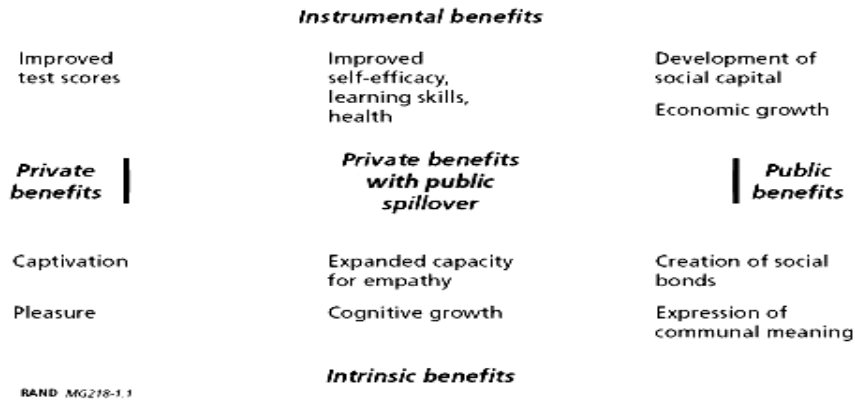 Instrumental benefits
Improved
test scores
Improved
self-efficacy,
learning skills,
health
Development of
social capital
Economic growth
Private
benefits
Private benefits
with public
spillover
Public
benefits
Captivation
Pleasure
Expanded capacity
for empathy
Cognitive growth
Creation of social
bonds
Expression of
communal meaning
Intrinsic benefits
RAND MG218-1.1